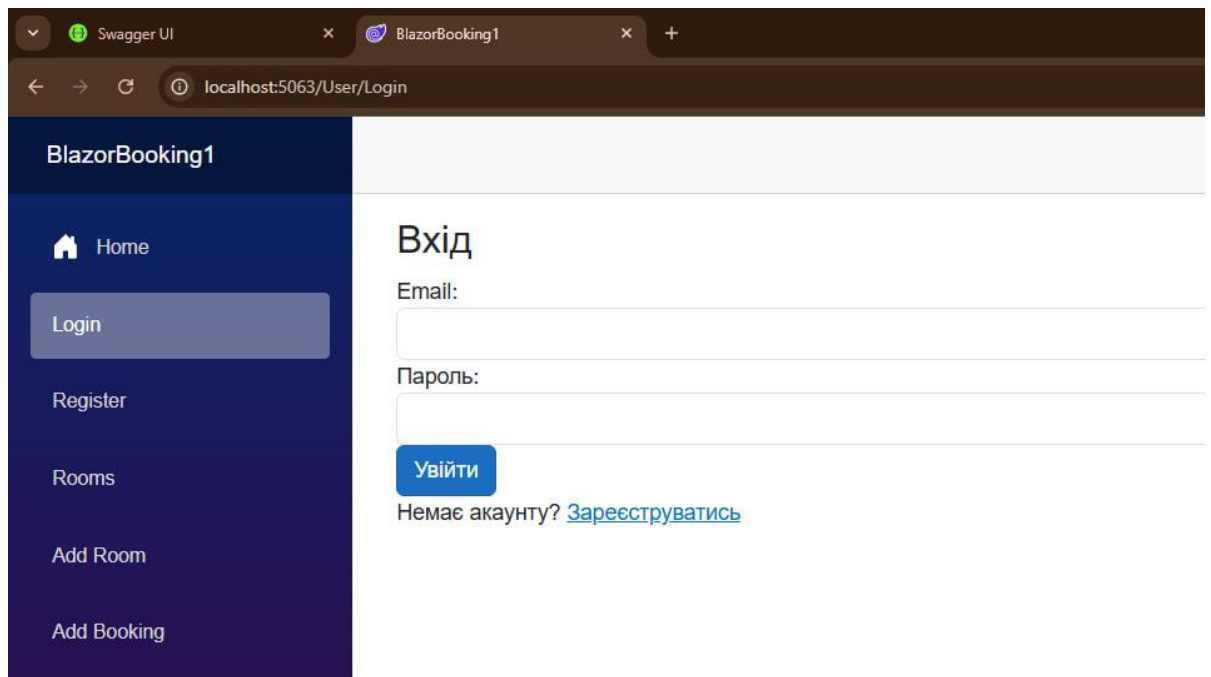 Swagger UI
BlazorBooking1
localhost:5063/User/Login
BlazorBooking1
Home
Login
Register
Rooms
Add Room
Add Booking
Вхід
Email:
Пароль:
Увійти
Немає акаунту? Зареєструватись